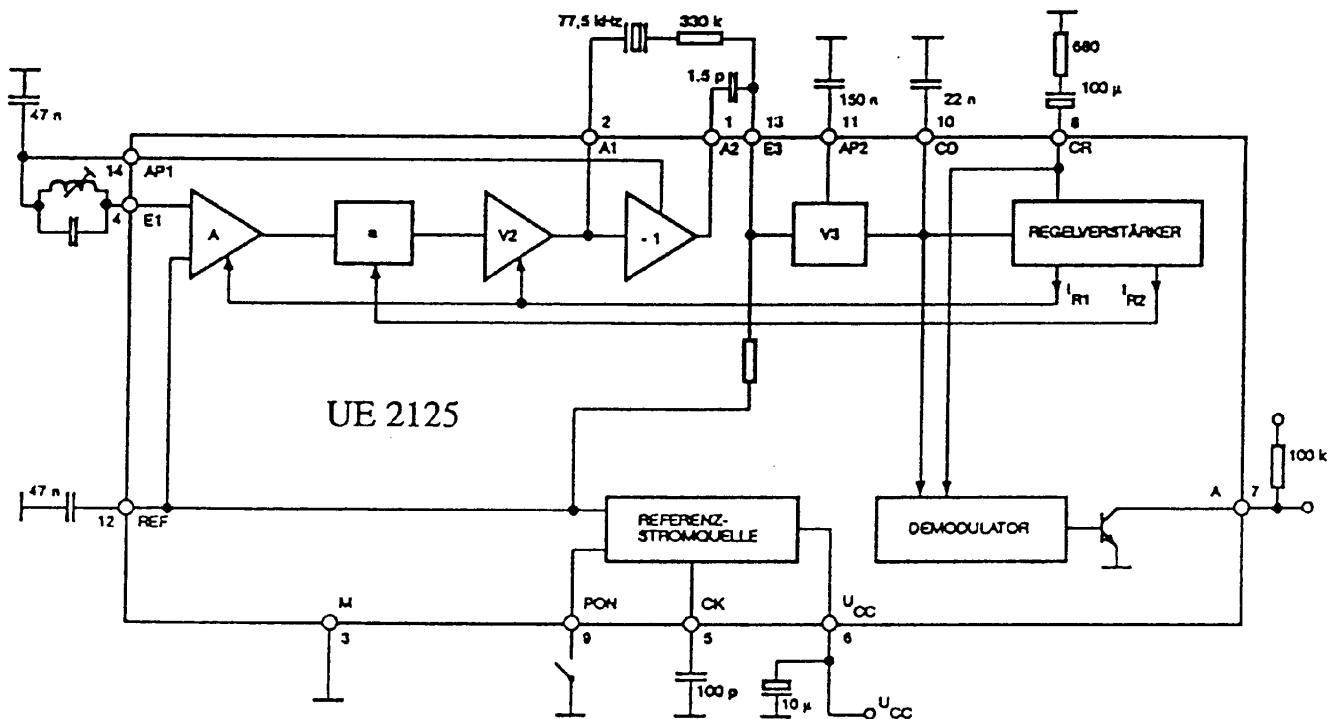 77,5 kHz
330 k
680
1,5 p
100 µ
47 n
150 n
22 n
2
1
13
11
10
8
A1
A2
E3
AP2
CD
CR
14
AP1
4
E1
A
a
V2
- 1
V3
REGELVERSTÄRKER
I R1
I R2
UE 2125
100 k
47 n
A
7
12
REF
REFERENZ-
STROMQUELLE
DEMODULATOR
M
PON
CK
U CC
3
9
5
6
100 p
10 µ
U CC